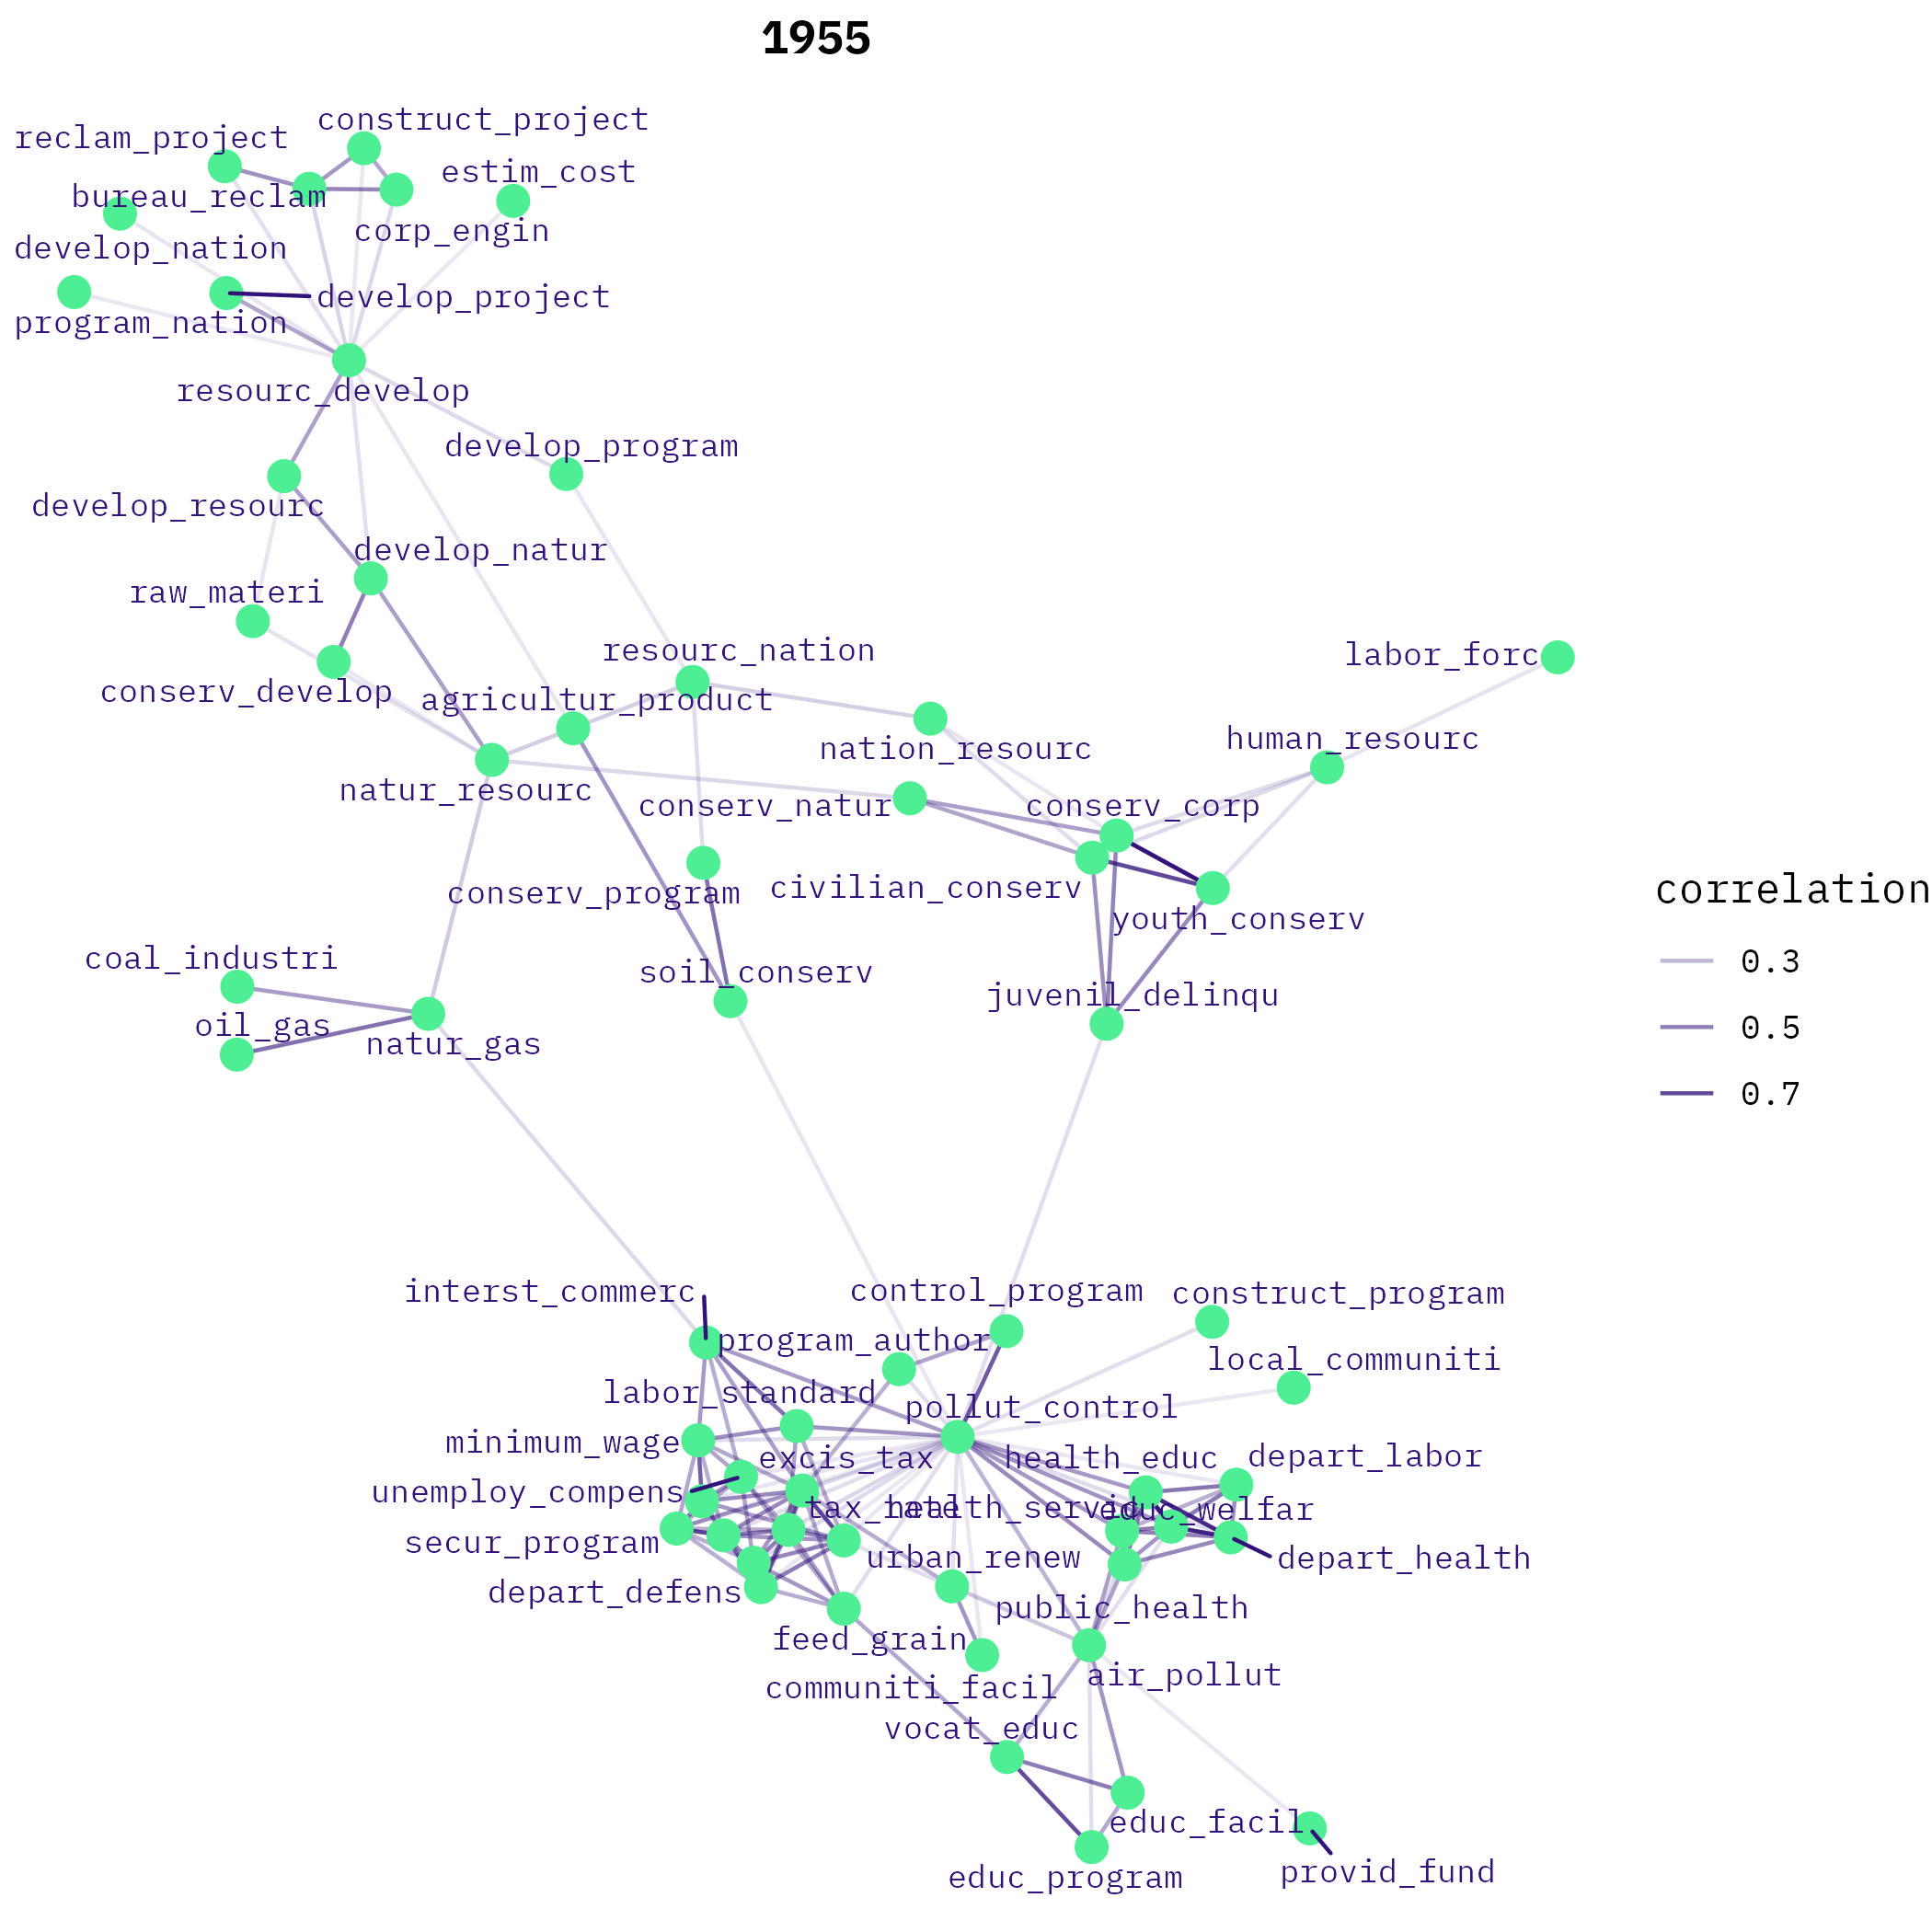 1955
construct_project
reclam_project
estim_cost
bureau_reclam
corp_engin
develop_nation
develop_project
program_nation
resourc_develop
develop_program
develop_resourc
develop_natur
raw_materi
resourc_nation
labor_forc
conserv_develop
agricultur_product
human_resourc
nation_resourc
natur_resourc
conserv_natur
conserv_corp
correlation
civilian_conserv
conserv_program
youth_conserv
coal_industri
0.3
soil_conserv
juvenil_delinqu
oil_gas
0.5
natur_gas
0.7
interst_commerc
control_program
construct_program
program_author
local_communiti
labor_standard
pollut_control
minimum_wage
excis_tax
health_educ
depart_labor
unemploy_compens
tax_rate
health_servic
educ_welfar
secur_program
urban_renew
depart_health
depart_defens
public_health
feed_grain
air_pollut
communiti_facil
vocat_educ
educ_facil
educ_program
provid_fund